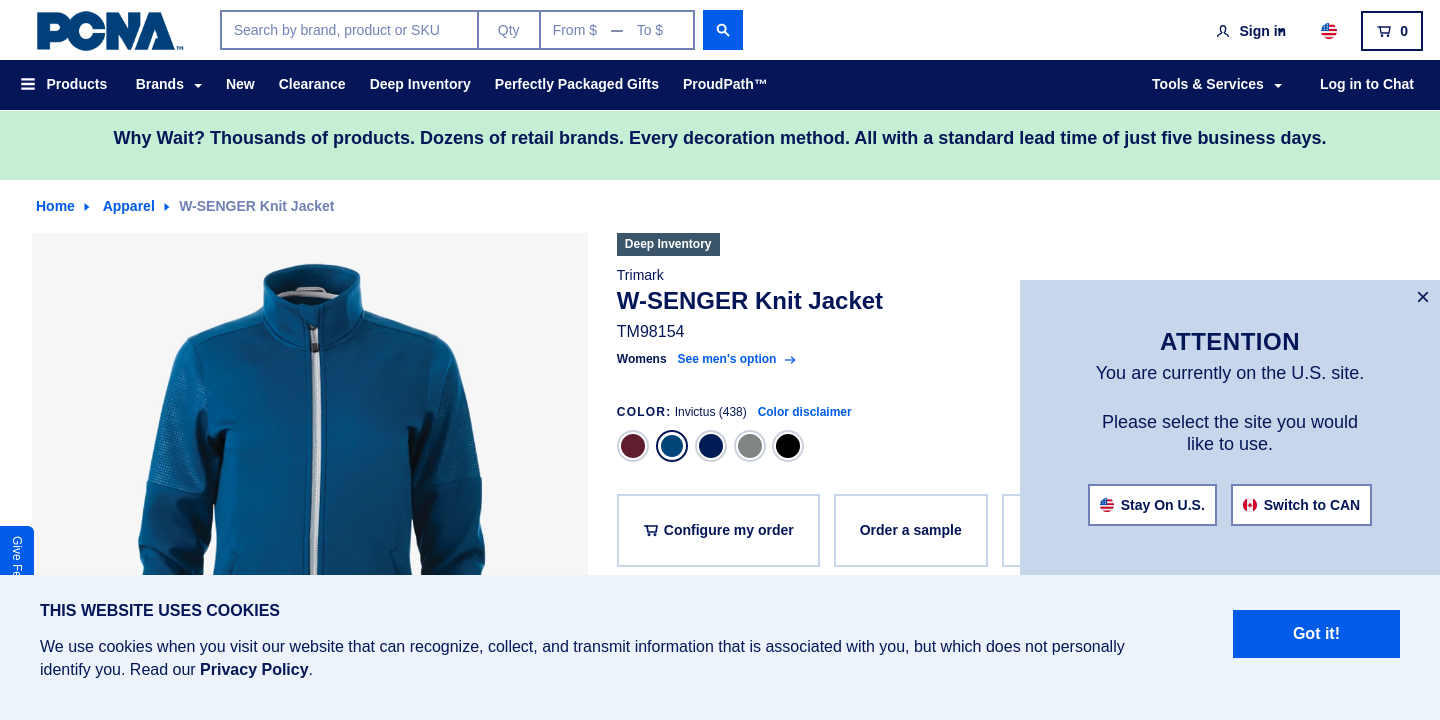 PCNA™
Search by brand, product or SKU
Qty
From $ — To $
Sign in
0
Products
Brands
New
Clearance
Deep Inventory
Perfectly Packaged Gifts
ProudPath™
Tools & Services
Log in to Chat
Why Wait? Thousands of products. Dozens of retail brands. Every decoration method. All with a standard lead time of just five business days.
Home
Apparel
W-SENGER Knit Jacket
Deep Inventory
Trimark
W-SENGER Knit Jacket
TM98154
Womens See men's option
COLOR: Invictus (438) Color disclaimer
Configure my order
Order a sample
×
ATTENTION
You are currently on the U.S. site.
Please select the site you would
like to use.
Stay On U.S.
Switch to CAN
Give
THIS WEBSITE USES COOKIES
We use cookies when you visit our website that can recognize, collect, and transmit information that is associated with you, but which does not personally
identify you. Read our Privacy Policy.
Got it!